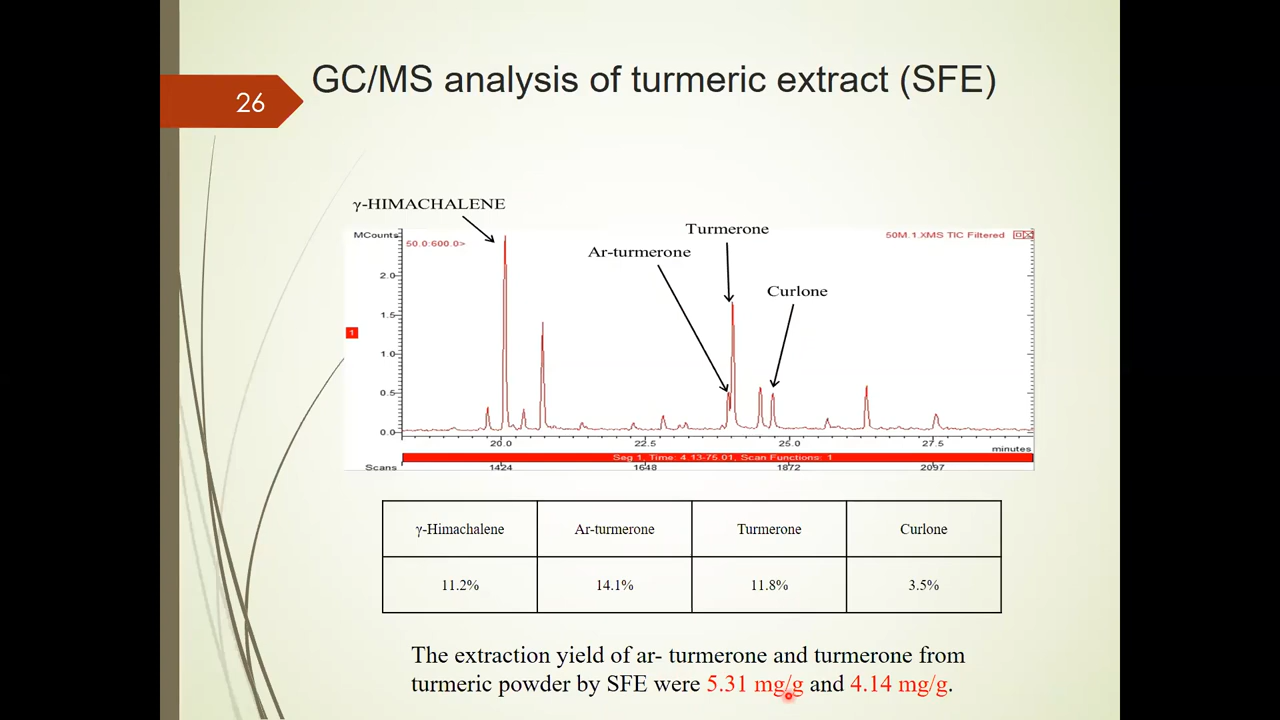 GC/MS analysis of turmeric extract (SFE)
26
γ-HIMACHALENE
Turmerone
Ar-turmerone
Curlone
MCounts
50.0:600.0>
50M.1.XMS TIC Filtered
2.0
1.5
1
1.0
0.5
0.0
20.0 22.5 25.0 27.5
minutes
Seg 1, Time: 4.13-75.01, Scan Functions: 1
Scans 1424 1648 1872 2097
γ-Himachalene Ar-turmerone Turmerone Curlone
11.2% 14.1% 11.8% 3.5%
The extraction yield of ar- turmerone and turmerone from
turmeric powder by SFE were 5.31 mg/g and 4.14 mg/g.